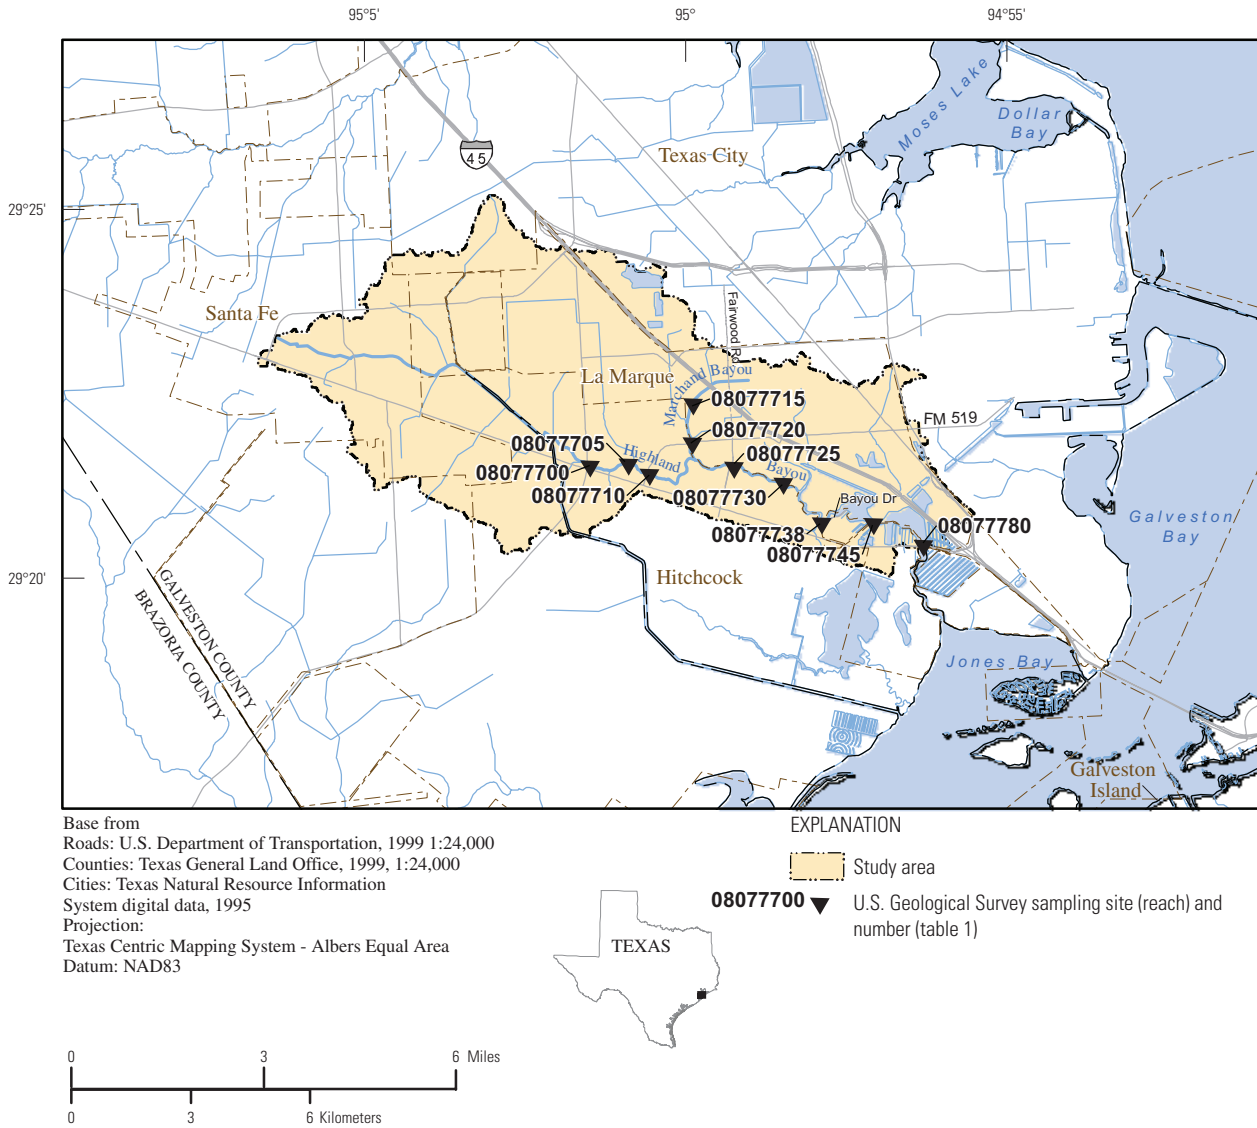 95°5'
95°
94°55'
Moses Lake
Dollar
Bay
45
Texas City
29°25'
Santa Fe
Fairwood Rd
La Marque
Marchand Bayou
08077715
FM 519
08077720
08077705
Highland
08077725
08077700
Bayou
08077710
08077730
Bayou Dr
08077738
08077780
08077745
Galveston
Bay
29°20'
Hitchcock
GALVESTON COUNTY
BRAZORIA COUNTY
Jones Bay
Galveston
Island
Base from
Roads: U.S. Department of Transportation, 1999 1:24,000
Counties: Texas General Land Office, 1999, 1:24,000
Cities: Texas Natural Resource Information
System digital data, 1995
Projection:
Texas Centric Mapping System - Albers Equal Area
Datum: NAD83
EXPLANATION
Study area
08077700
U.S. Geological Survey sampling site (reach) and
number (table 1)
TEXAS
0 3 6 Miles
0 3 6 Kilometers